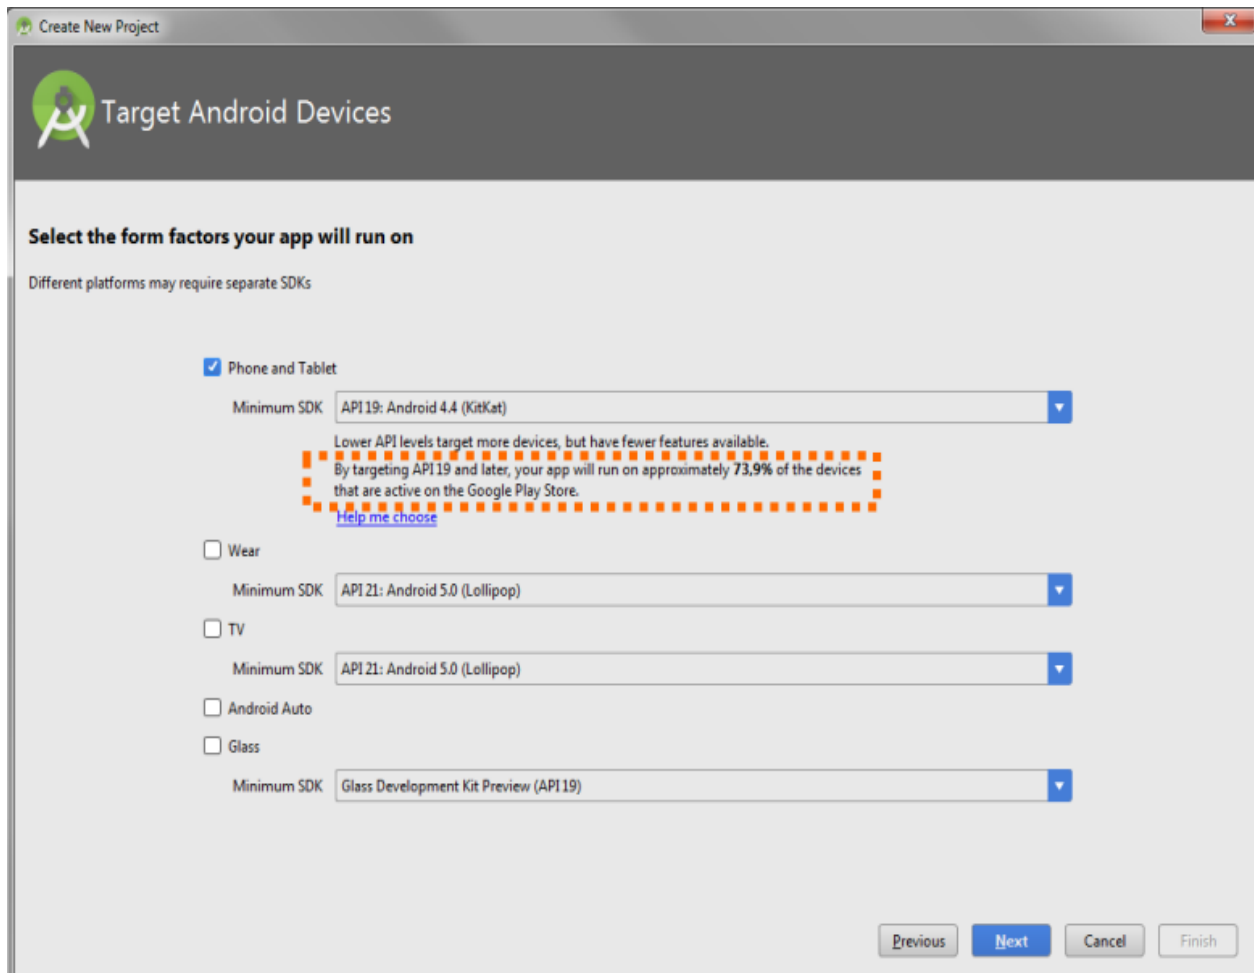 Create New Project
Target Android Devices
Select the form factors your app will run on
Different platforms may require separate SDKs
Phone and Tablet
Minimum SDK API 19: Android 4.4 (KitKat)
Lower API levels target more devices, but have fewer features available.
By targeting API 19 and later, your app will run on approximately 73,9% of the devices
that are active on the Google Play Store.
Help me choose
Wear
Minimum SDK API 21: Android 5.0 (Lollipop)
TV
Minimum SDK API 21: Android 5.0 (Lollipop)
Android Auto
Glass
Minimum SDK Glass Development Kit Preview (API 19)
Previous Next Cancel Finish